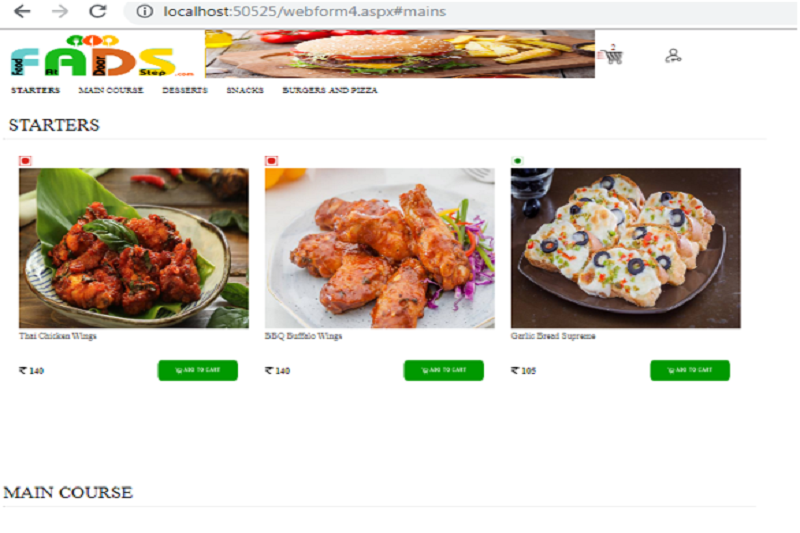 localhost:50525/webform4.aspx#mains
Food At Door Step .com
FADS
2
STARTERS MAIN COURSE DESSERTS SNACKS BURGERS AND PIZZA
STARTERS
Thai Chicken Wings BBQ Buffalo Wings Garlic Bread Supreme
₹ 140 ADD TO CART ₹ 140 ADD TO CART ₹ 105 ADD TO CART
MAIN COURSE